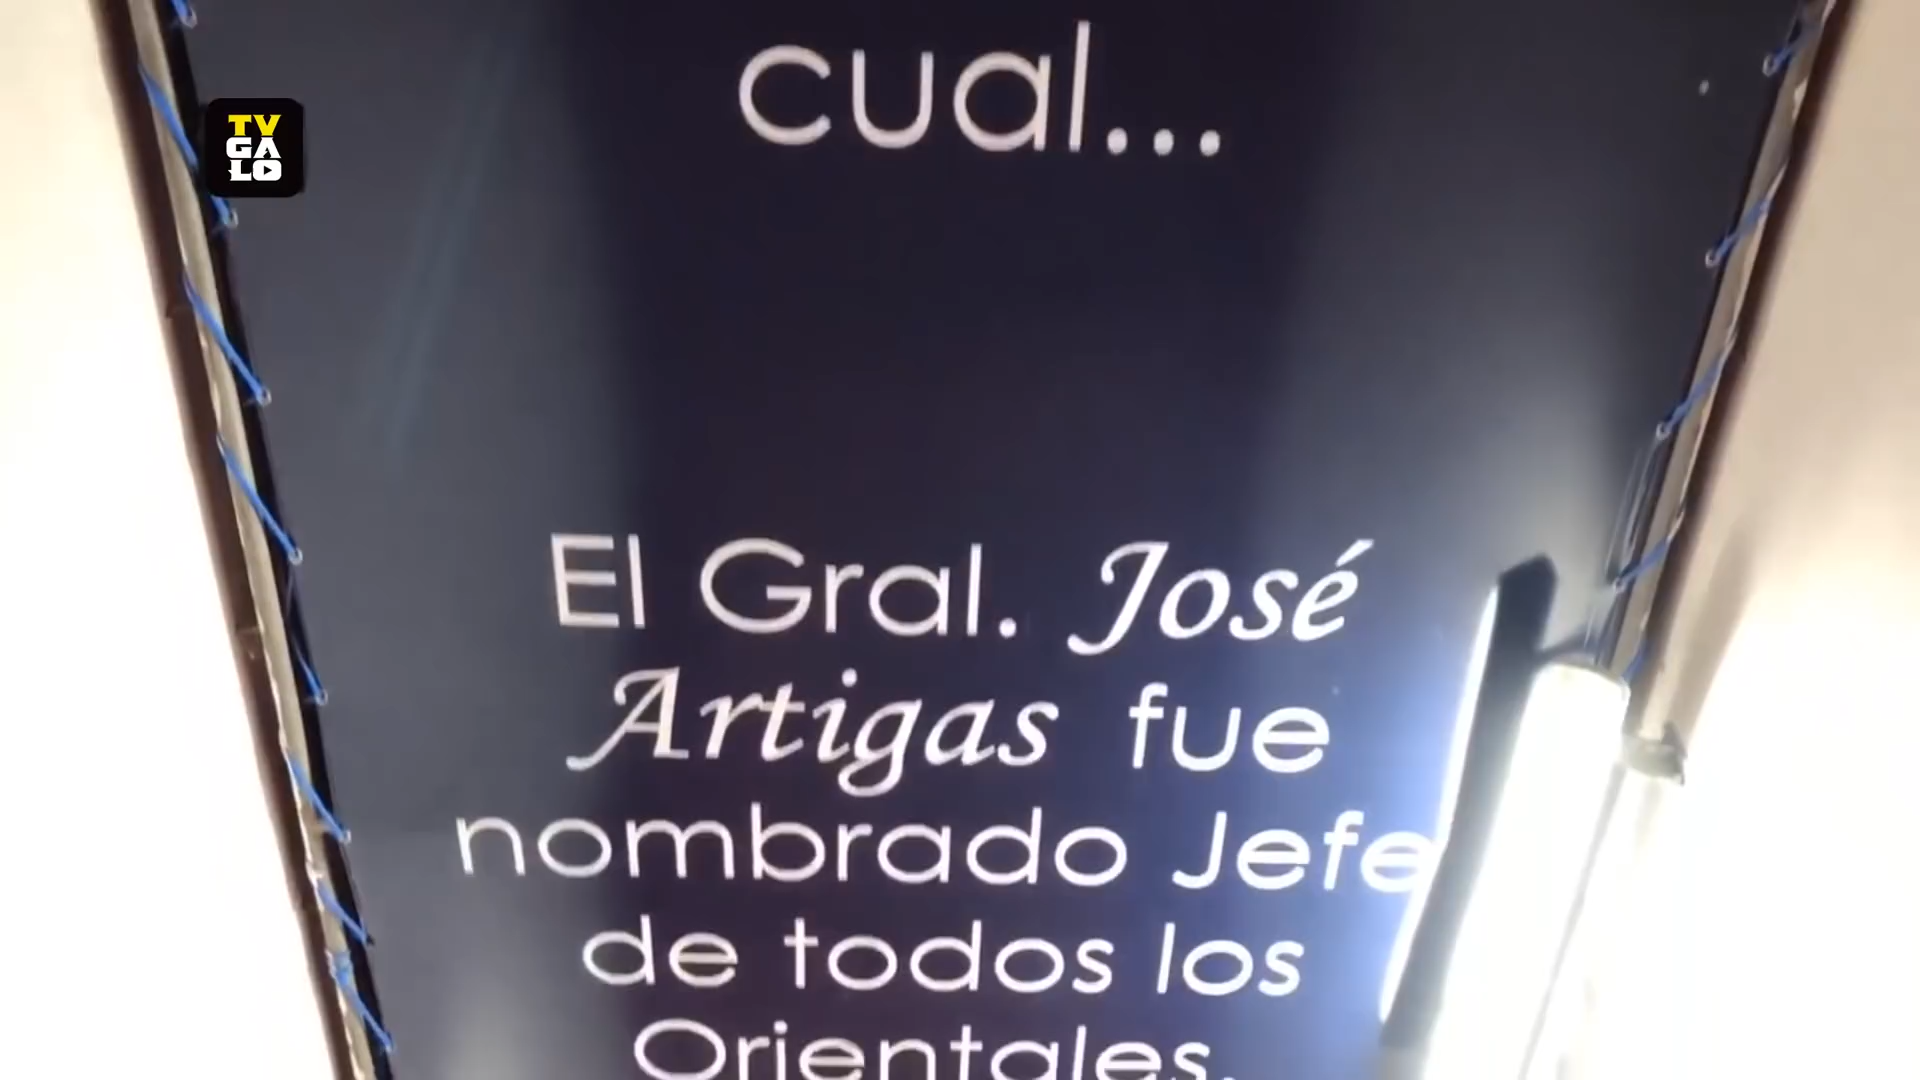 TV
GA
LO
cual...
El Gral. José
Artigas fue
nombrado Jefe
de todos los
Orientales.